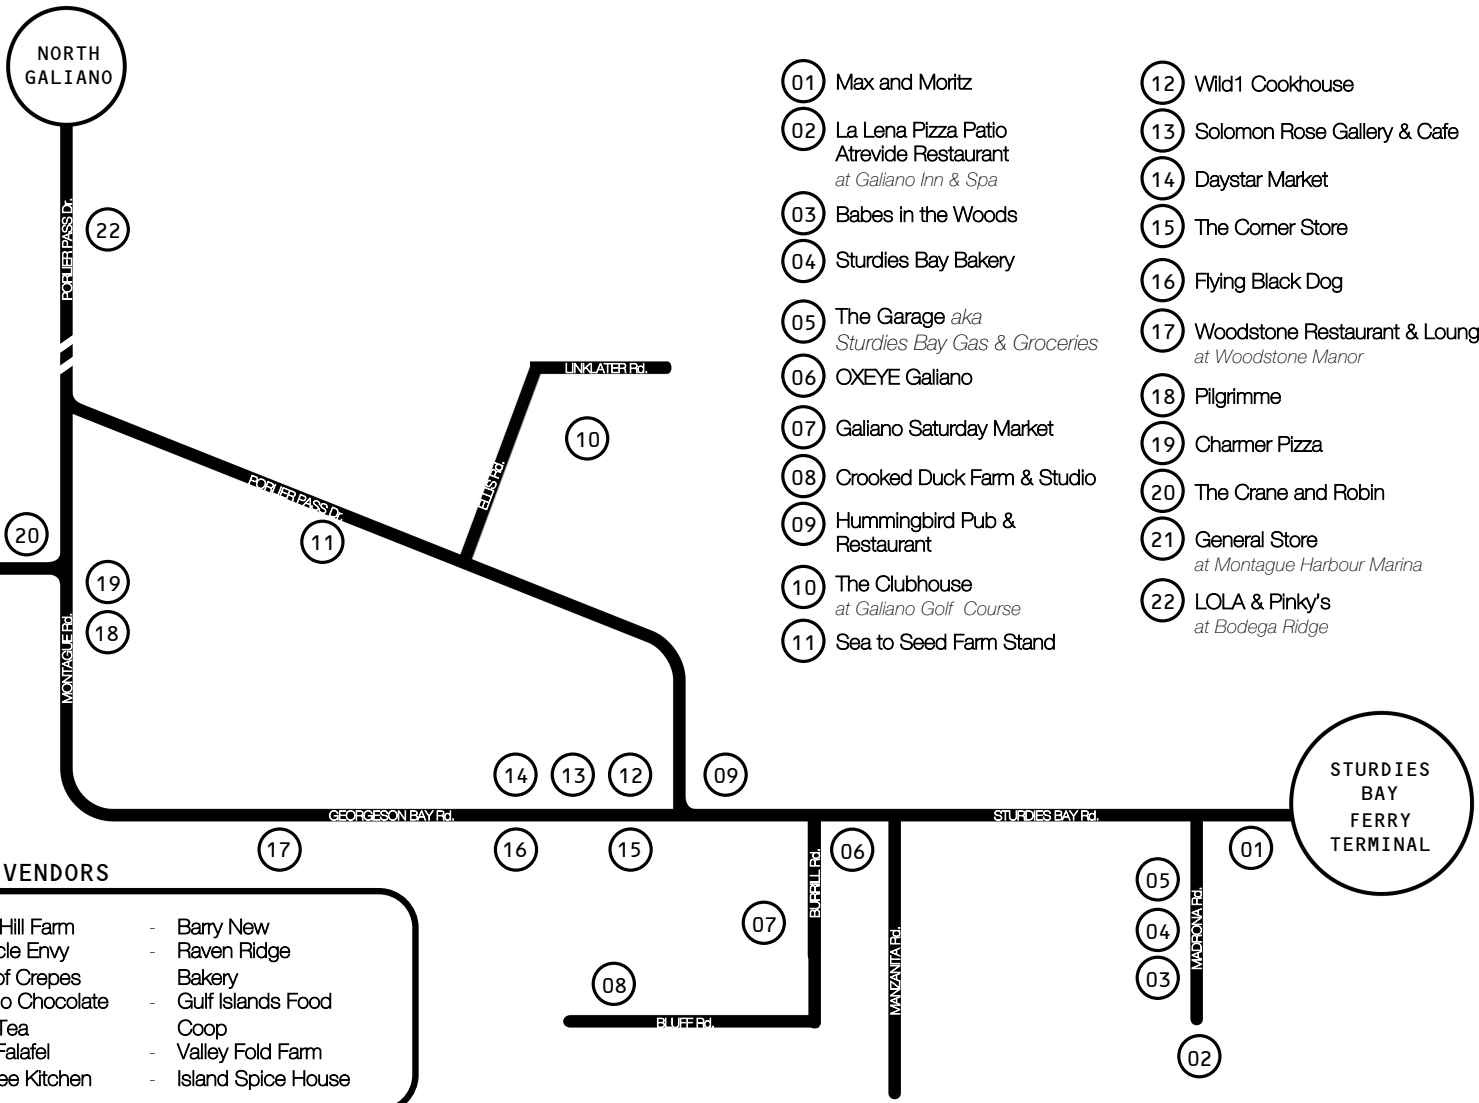 NORTH
GALIANO
PORLIER PASS Dr.
22
LINKLATER Rd.
10
ELLIS Rd.
PORLIER PASS Dr.
11
20
19
18
MONTAGUE Rd.
14
13
12
09
GEORGESON BAY Rd.
STURDIES BAY Rd.
17
16
15
06
01
BURRILL Rd.
07
08
BLUFF Rd.
MANZANITA Rd.
05
04
03
MADRONA Rd.
02
STURDIES
BAY
FERRY
TERMINAL
01 Max and Moritz
02 La Lena Pizza Patio
Atrevide Restaurant
at Galiano Inn & Spa
03 Babes in the Woods
04 Sturdies Bay Bakery
05 The Garage aka
Sturdies Bay Gas & Groceries
06 OXEYE Galiano
07 Galiano Saturday Market
08 Crooked Duck Farm & Studio
09 Hummingbird Pub &
Restaurant
10 The Clubhouse
at Galiano Golf Course
11 Sea to Seed Farm Stand
12 Wild1 Cookhouse
13 Solomon Rose Gallery & Cafe
14 Daystar Market
15 The Corner Store
16 Flying Black Dog
17 Woodstone Restaurant & Loung
at Woodstone Manor
18 Pilgrimme
19 Charmer Pizza
20 The Crane and Robin
21 General Store
at Montague Harbour Marina
22 LOLA & Pinky's
at Bodega Ridge
VENDORS
Hill Farm
cle Envy
of Crepes
o Chocolate
Tea
Falafel
ee Kitchen
- Barry New
- Raven Ridge
Bakery
- Gulf Islands Food
Coop
- Valley Fold Farm
- Island Spice House